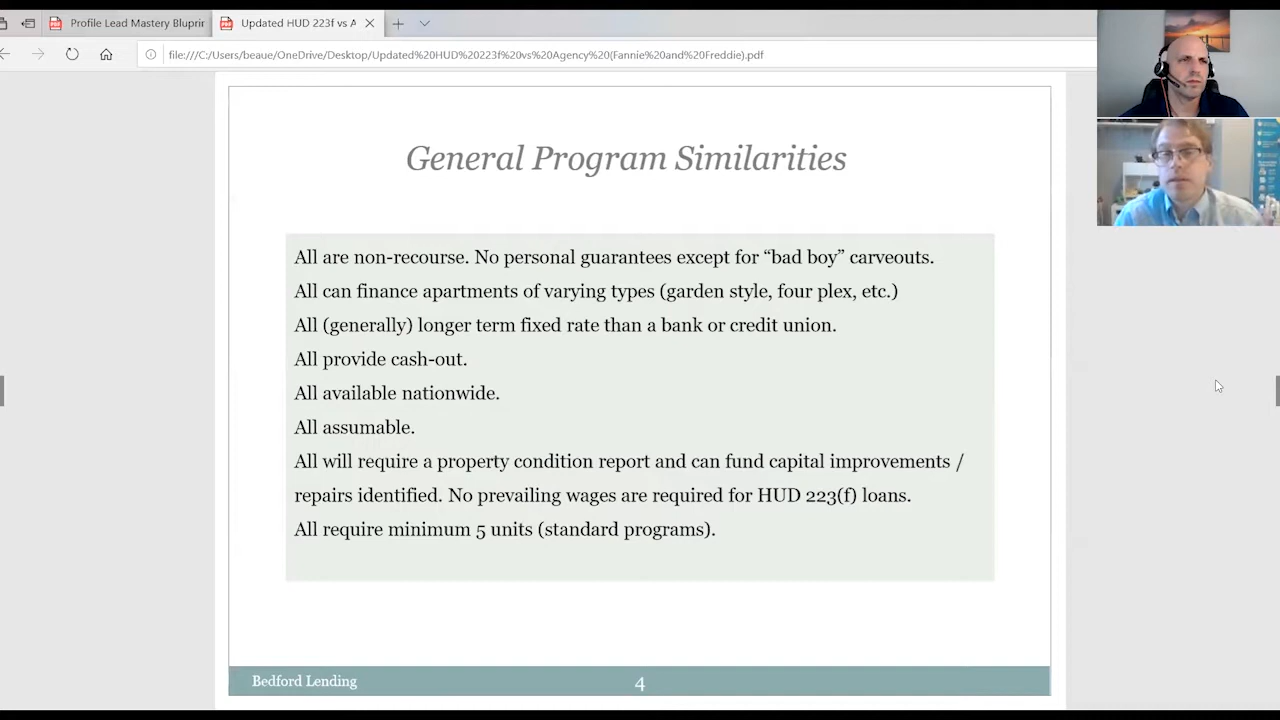 Profile Lead Mastery Bluprir
Updated HUD 223f vs A
file:///C:/Users/beaue/OneDrive/Desktop/Updated%20HUD%20223f%20vs%20Agency%20(Fannie%20and%20Freddie).pdf
General Program Similarities
All are non-recourse. No personal guarantees except for “bad boy” carveouts.
All can finance apartments of varying types (garden style, four plex, etc.)
All (generally) longer term fixed rate than a bank or credit union.
All provide cash-out.
All available nationwide.
All assumable.
All will require a property condition report and can fund capital improvements /
repairs identified. No prevailing wages are required for HUD 223(f) loans.
All require minimum 5 units (standard programs).
Bedford Lending
4